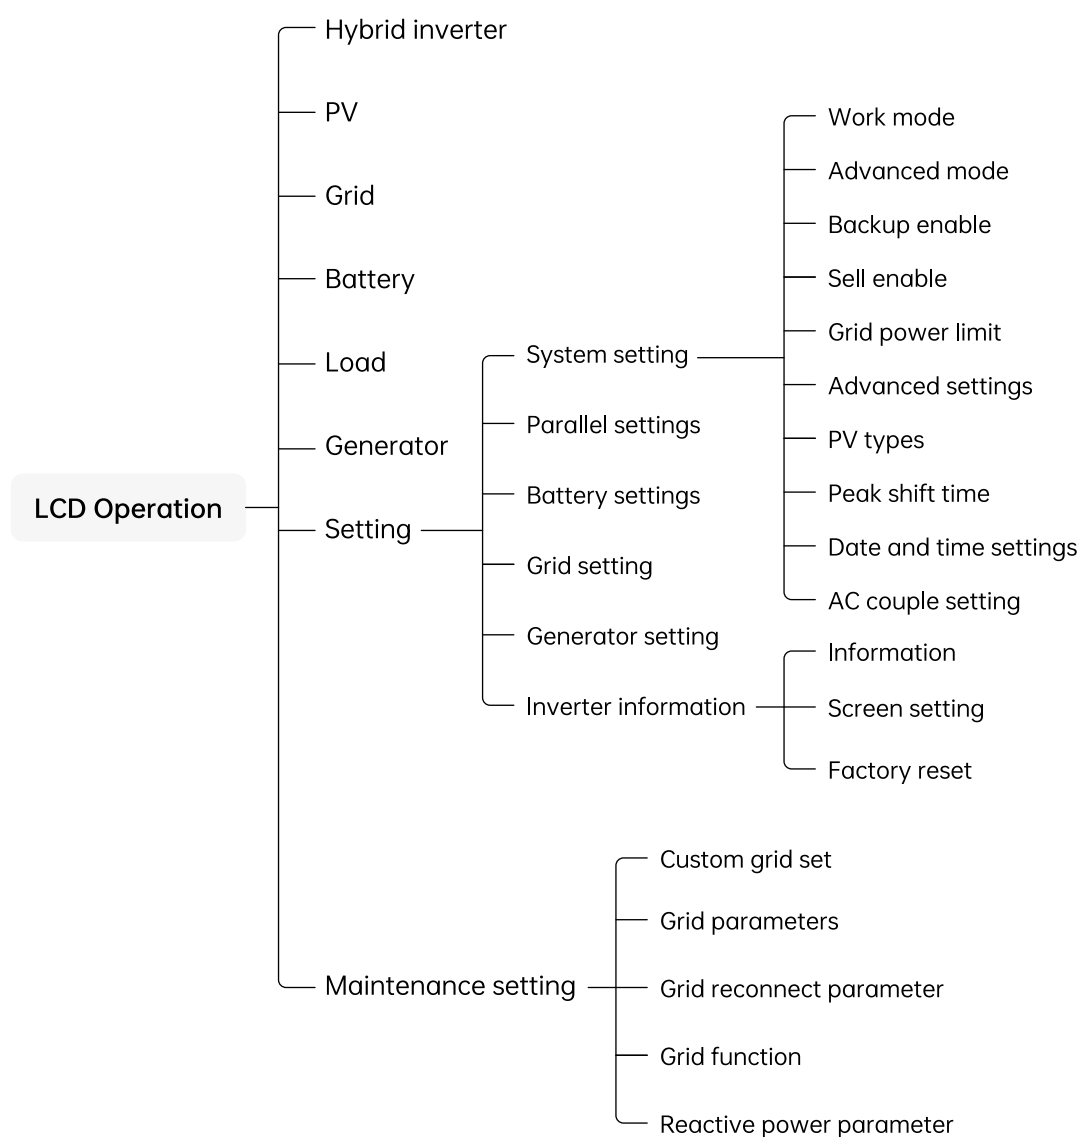 LCD Operation
Hybrid inverter
PV
Grid
Battery
Load
Generator
Setting
System setting
Work mode
Advanced mode
Backup enable
Sell enable
Grid power limit
Advanced settings
PV types
Peak shift time
Date and time settings
AC couple setting
Parallel settings
Battery settings
Grid setting
Generator setting
Inverter information
Information
Screen setting
Factory reset
Maintenance setting
Custom grid set
Grid parameters
Grid reconnect parameter
Grid function
Reactive power parameter